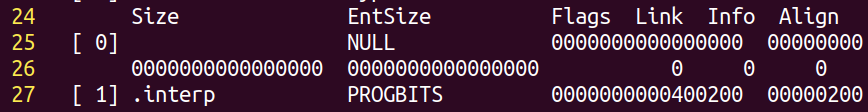 24 Size EntSize Flags Link Info Align
25 [ 0] NULL 0000000000000000 00000000
26 0000000000000000 0000000000000000 0 0 0
27 [ 1] .interp PROGBITS 0000000000400200 00000200